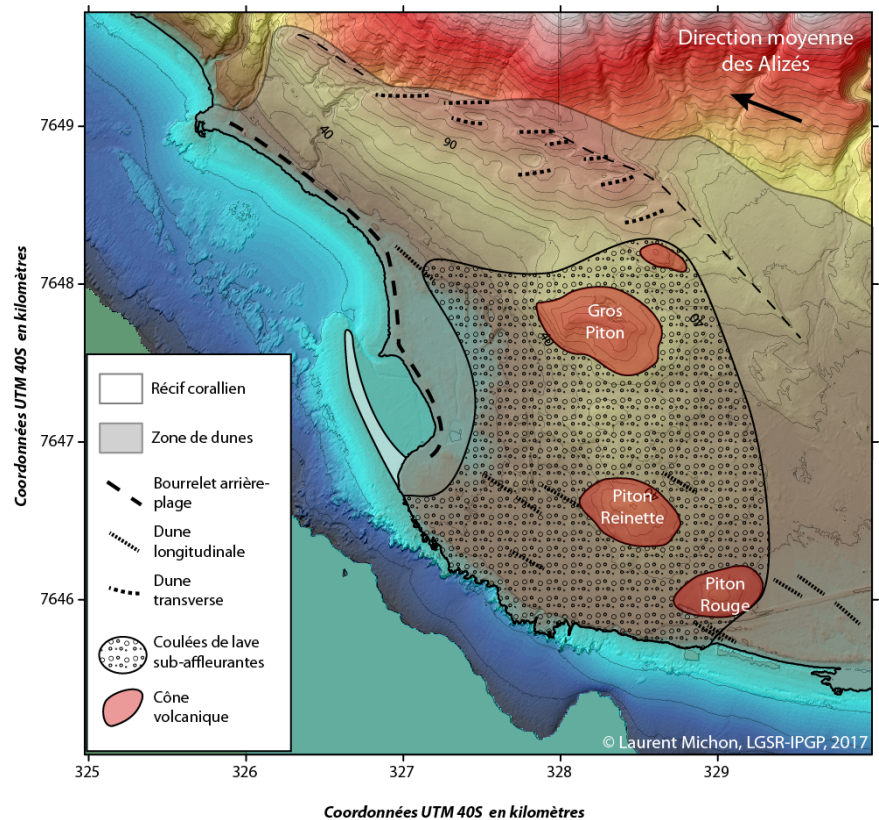 Direction moyenne
des Alizés
7649
7648
7647
7646
Coordonnées UTM 40S en kilomètres
40
90
Gros
Piton
40
Piton
Reinette
Piton
Rouge
Récif corallien
Zone de dunes
Bourrelet arrière-
plage
Dune
longitudinale
Dune
transverse
Coulées de lave
sub-affleurantes
Cône
volcanique
© Laurent Michon, LGSR-IPGP, 2017
325
326
327
328
329
Coordonnées UTM 40S en kilomètres